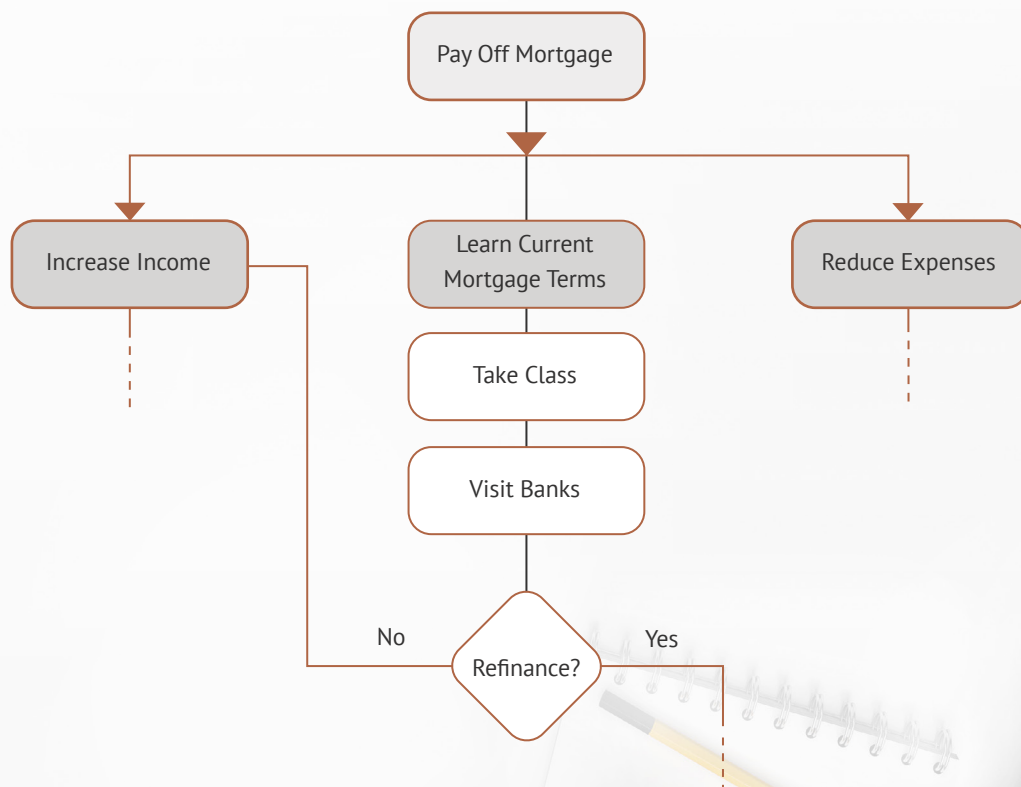 Pay Off Mortgage
Increase Income
Learn Current
Mortgage Terms
Reduce Expenses
Take Class
Visit Banks
No
Refinance?
Yes